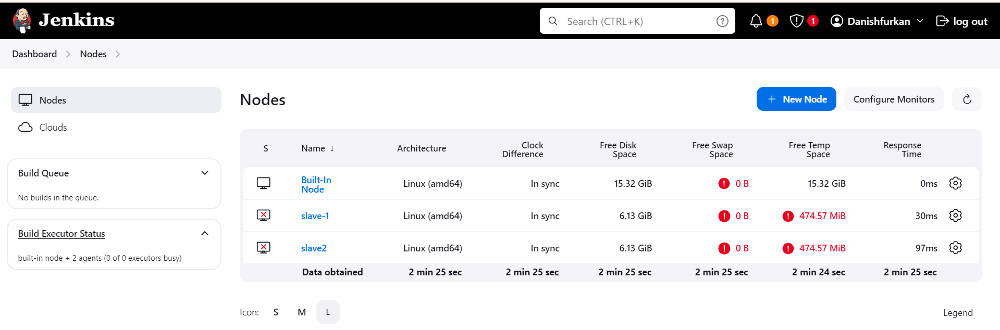 Jenkins
Search (CTRL+K)
?
1
1
Danishfurkan
log out
Dashboard
Nodes
Nodes
Clouds
Build Queue
No builds in the queue.
Build Executor Status
built-in node + 2 agents (0 of 0 executors busy)
Nodes
+ New Node
Configure Monitors
S Name ↓ Architecture Clock Difference Free Disk Space Free Swap Space Free Temp Space Response Time
Built-In Node Linux (amd64) In sync 15.32 GiB ! 0 B 15.32 GiB 0ms
slave-1 Linux (amd64) In sync 6.13 GiB ! 0 B ! 474.57 MiB 30ms
slave2 Linux (amd64) In sync 6.13 GiB ! 0 B ! 474.57 MiB 97ms
Data obtained 2 min 25 sec 2 min 25 sec 2 min 25 sec 2 min 25 sec 2 min 24 sec 2 min 25 sec
Icon: S M L
Legend